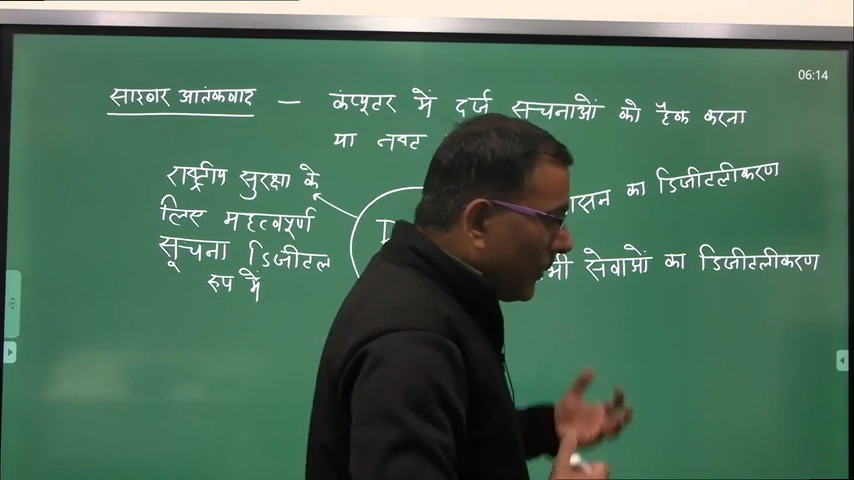 06:14
साइबर आतंकवाद — कंप्यूटर में दर्ज सूचनाओं को हैक करना
या नष्ट
राष्ट्रीय सुरक्षा के
लिए महत्वपूर्ण
सूचना डिजीटल
रूप में
का डिजीटलीकरण
सेवाओं का डिजीटलीकरण